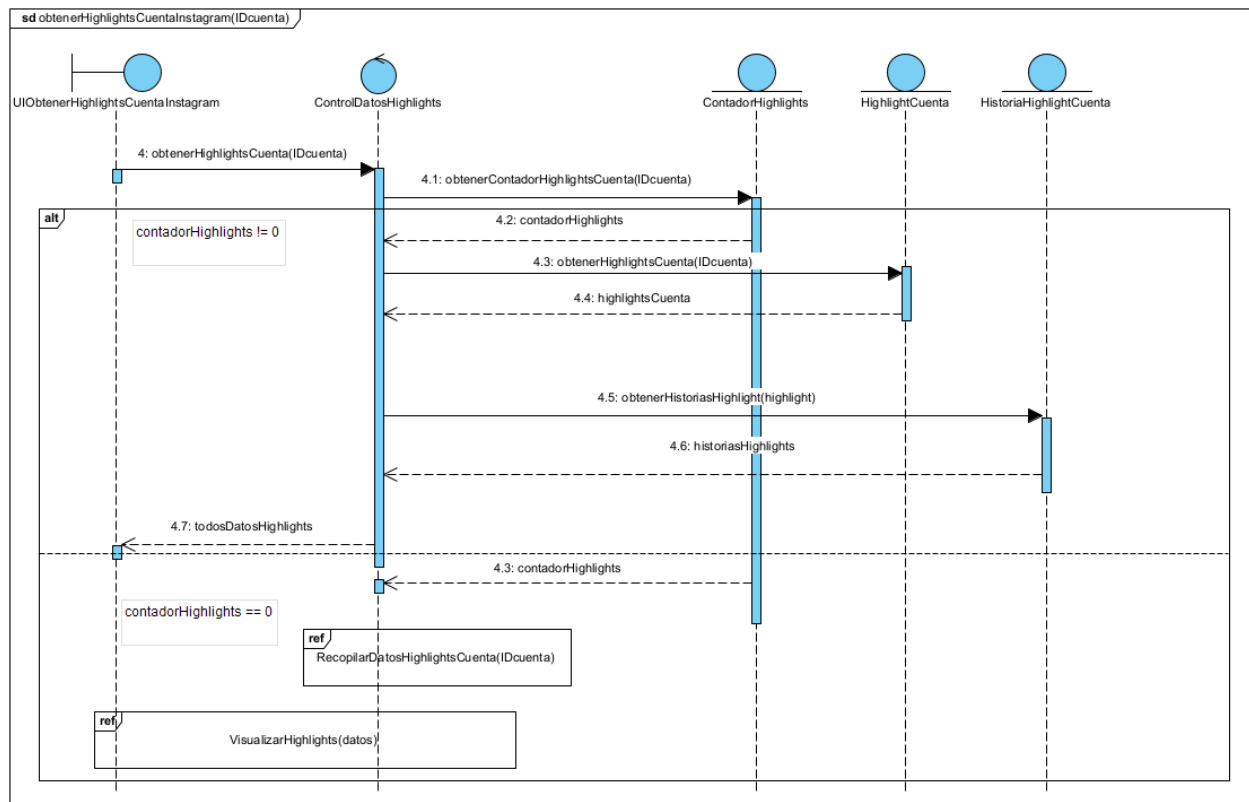 sd obtenerHighlightsCuentaInstagram(IDcuenta)
UIObtenerHighlightsCuentaInstagram
ControlDatosHighlights
ContadorHighlights
HighlightCuenta
HistoriaHighlightCuenta
4: obtenerHighlightsCuenta(IDcuenta)
4.1: obtenerContadorHighlightsCuenta(IDcuenta)
alt
contadorHighlights != 0
4.2: contadorHighlights
4.3: obtenerHighlightsCuenta(IDcuenta)
4.4: highlightsCuenta
4.5: obtenerHistoriasHighlight(highlight)
4.6: historiasHighlights
4.7: todosDatosHighlights
4.3: contadorHighlights
contadorHighlights == 0
ref
RecopilarDatosHighlightsCuenta(IDcuenta)
ref
VisualizarHighlights(datos)